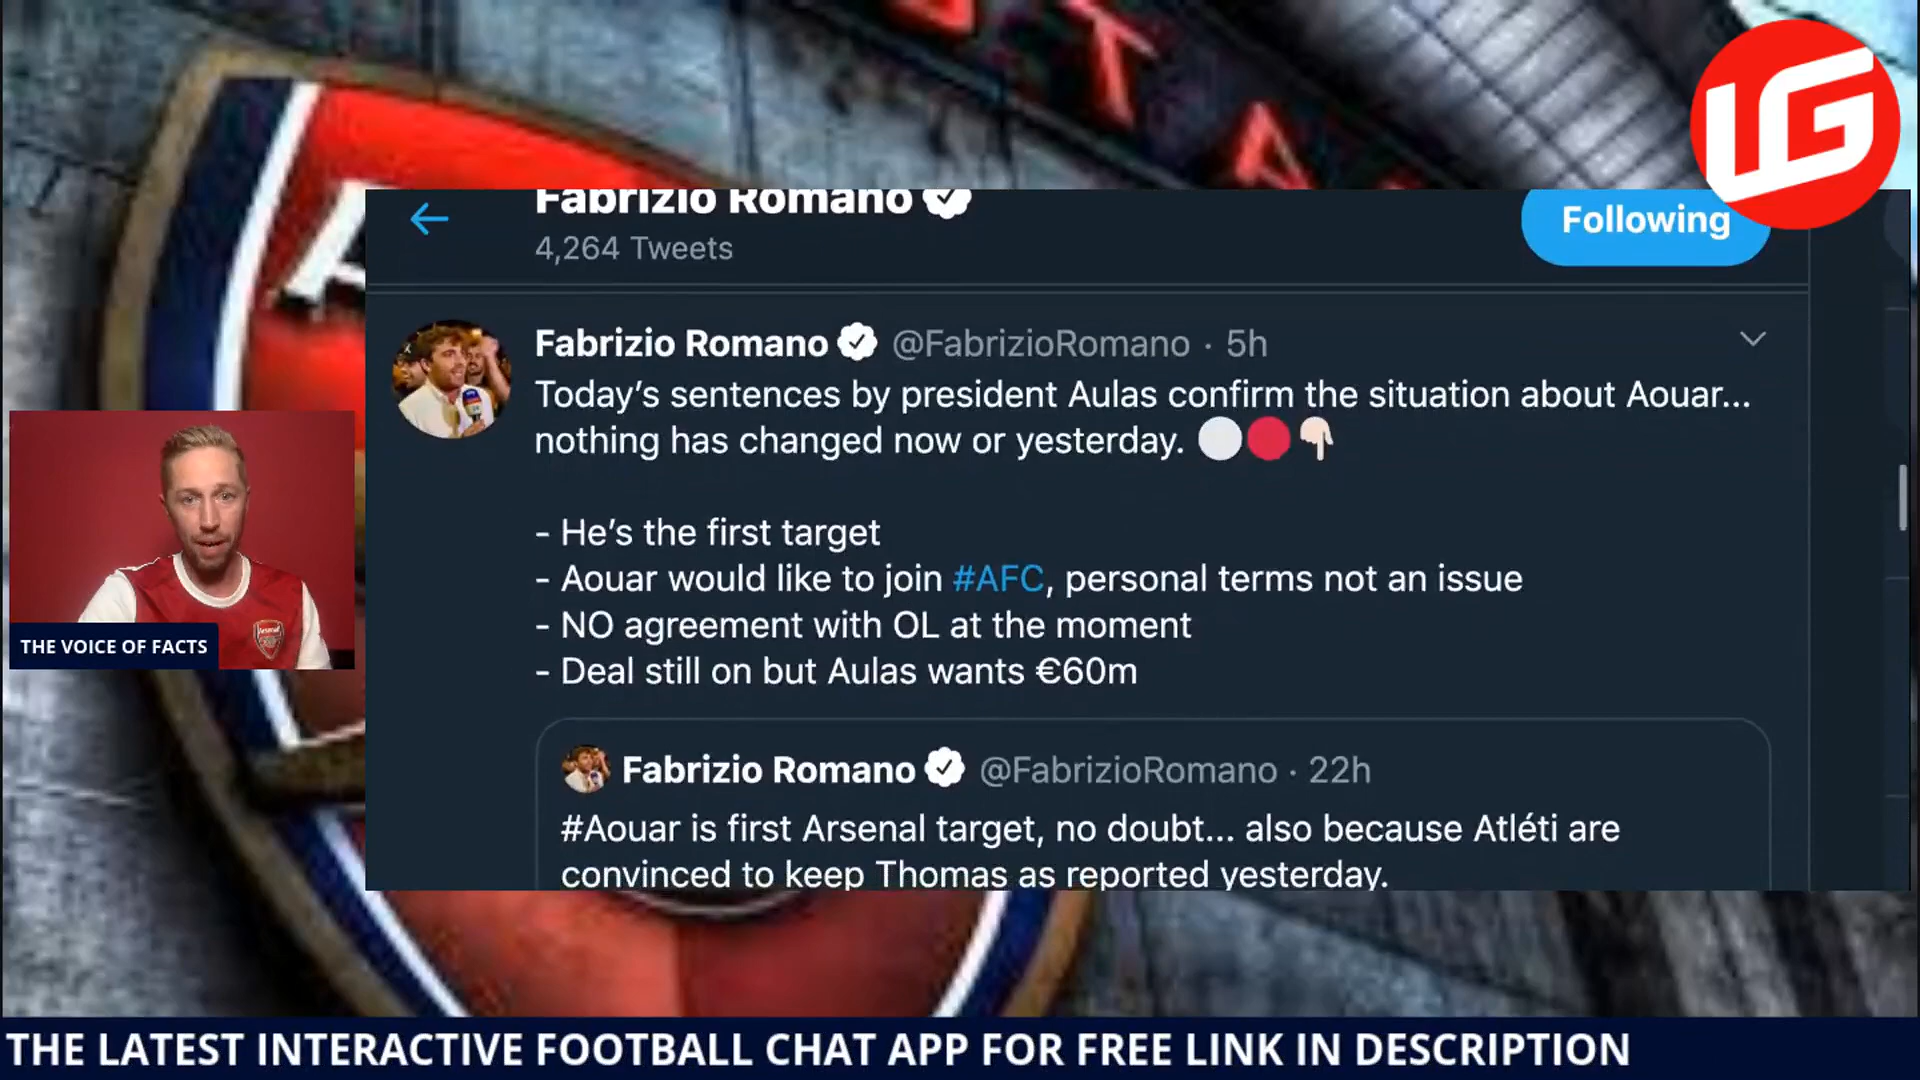 S T A
LG
A
Fabrizio Romano
4,264 Tweets
Following
Fabrizio Romano @FabrizioRomano · 5h
Today’s sentences by president Aulas confirm the situation about Aouar...
nothing has changed now or yesterday. ⚪🔴👇🏻
- He’s the first target
- Aouar would like to join #AFC, personal terms not an issue
- NO agreement with OL at the moment
- Deal still on but Aulas wants €60m
Fabrizio Romano @FabrizioRomano · 22h
#Aouar is first Arsenal target, no doubt... also because Atléti are
convinced to keep Thomas as reported yesterday.
Arsenal
THE VOICE OF FACTS
THE LATEST INTERACTIVE FOOTBALL CHAT APP FOR FREE LINK IN DESCRIPTION